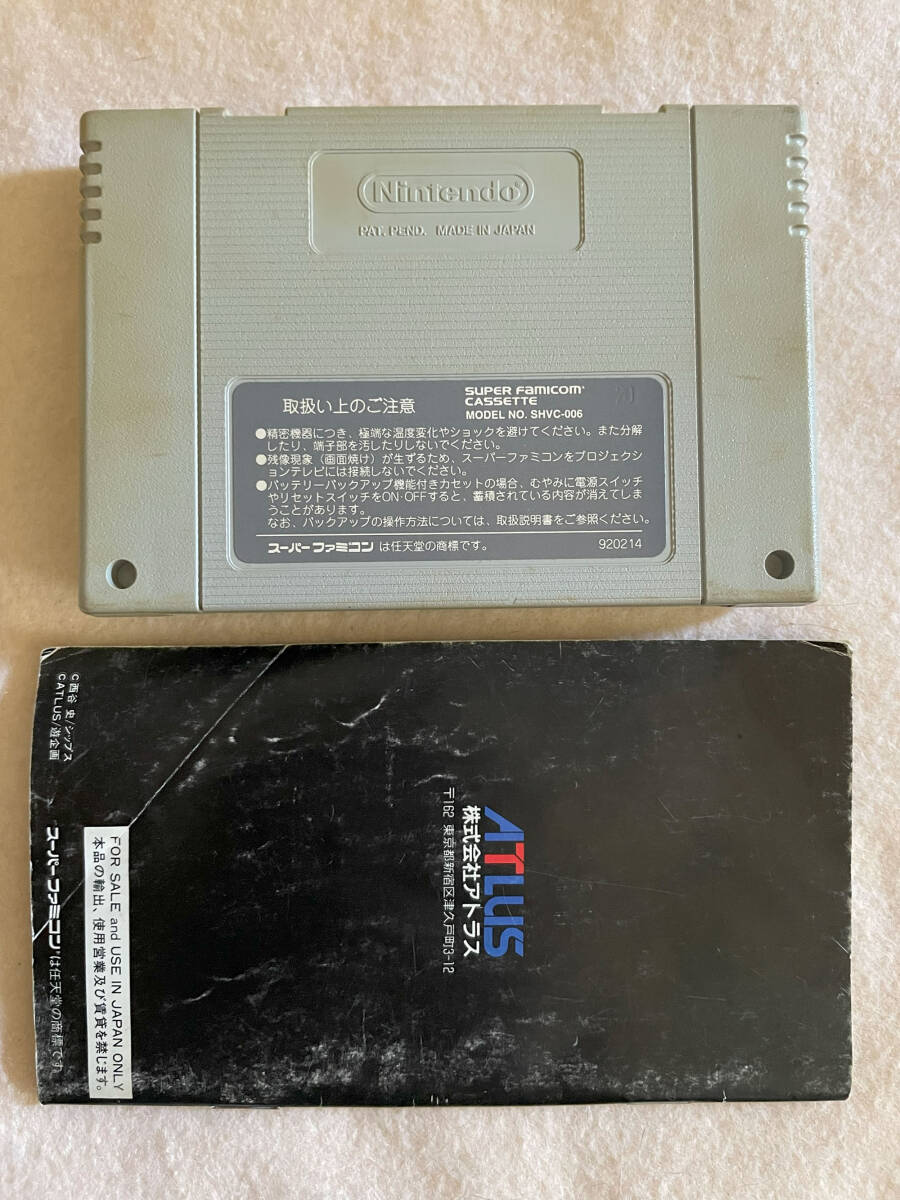 Nintendo
PAT. PEND. MADE IN JAPAN
取扱い上のご注意
SUPER FAMICOM
CASSETTE
MODEL NO. SHVC-006
●精密機器につき、極端な温度変化やショックを避けてください。また分解
したり、端子部を汚したりしないでください。
●残像現象（画面焼け）が生ずるため、スーパーファミコンをプロジェクシ
ョンテレビには接続しないでください。
●バッテリーバックアップ機能付きカセットの場合、むやみに電源スイッチ
やリセットスイッチをON・OFFすると、蓄積されている内容が消えてしま
うことがあります。
なお、バックアップの操作方法については、取扱説明書をご参照ください。
スーパーファミコン は任天堂の商標です。
920214
ATLUS
株式会社アトラス
〒162 東京都新宿区津久戸町3-12
C西谷 史/シップス
CATLUS/遊企画
FOR SALE and USE IN JAPAN ONLY
本品の輸出、使用営業及び賃貸を禁じます。
スーパーファミコン は任天堂の商標です